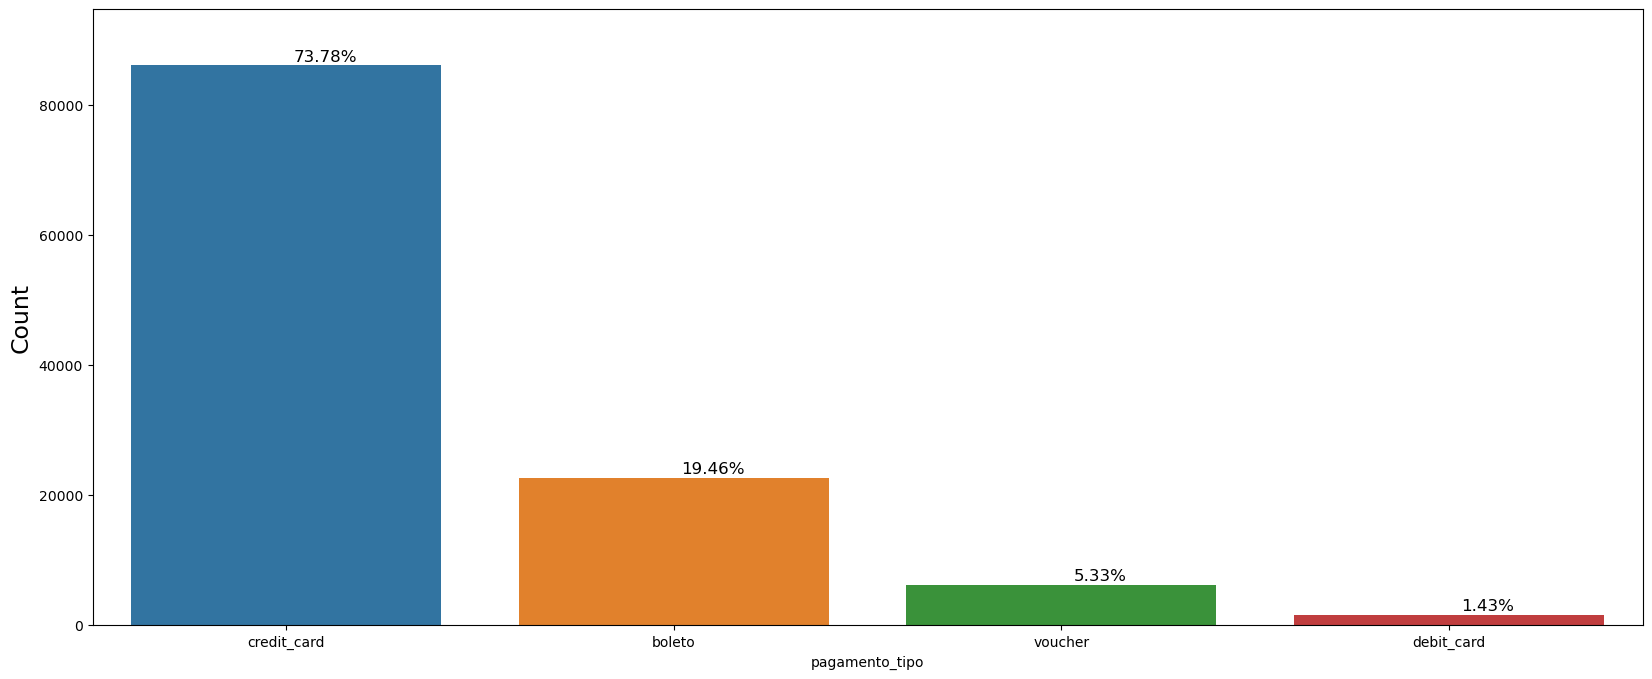 73.78%
80000
60000
Count
40000
19.46%
20000
5.33%
1.43%
0
credit_card
boleto
voucher
debit_card
pagamento_tipo